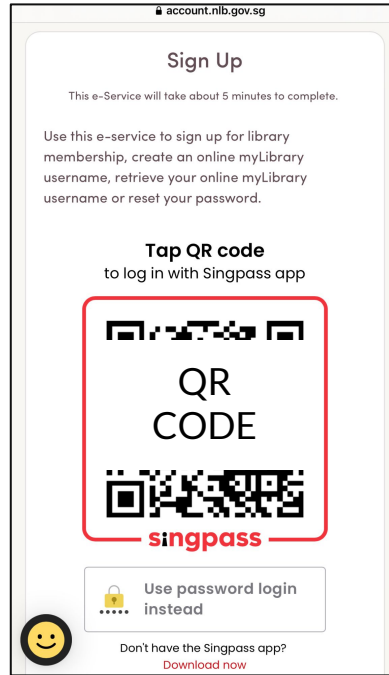 account.nlb.gov.sg
Sign Up
This e-Service will take about 5 minutes to complete.
Use this e-service to sign up for library
membership, create an online myLibrary
username, retrieve your online myLibrary
username or reset your password.
Tap QR code
to log in with Singpass app
QR
CODE
singpass
Use password login
instead
Don't have the Singpass app?
Download now